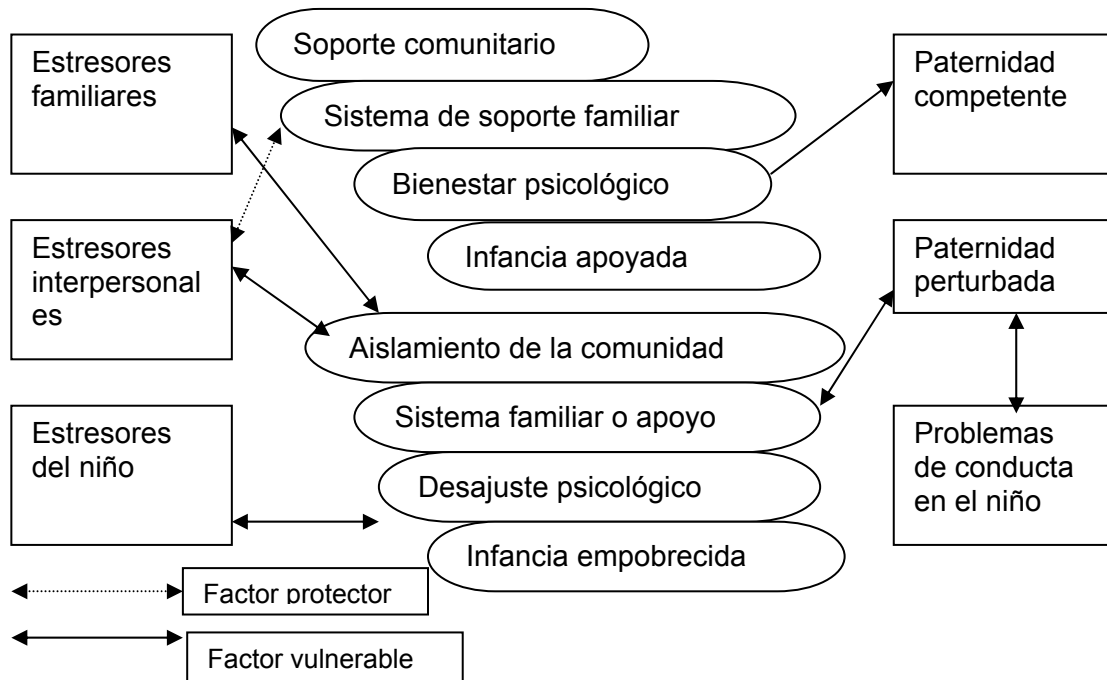 Estresores
familiares
Estresores
interpersonal
es
Estresores
del niño
Soporte comunitario
Sistema de soporte familiar
Bienestar psicológico
Infancia apoyada
Aislamiento de la comunidad
Sistema familiar o apoyo
Desajuste psicológico
Infancia empobrecida
Paternidad
competente
Paternidad
perturbada
Problemas
de conducta
en el niño
Factor protector
Factor vulnerable